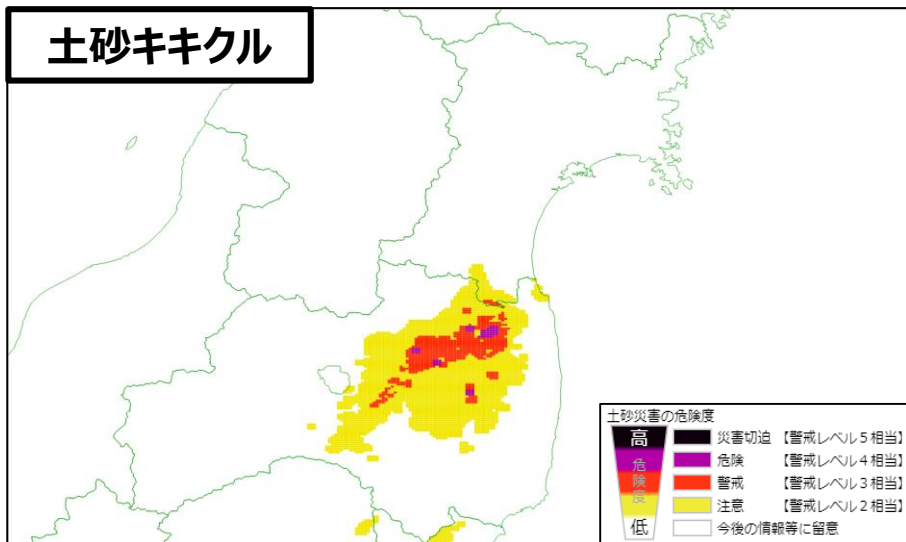 土砂キキクル
土砂災害の危険度
高
危険度
低
災害切迫 【警戒レベル５相当】
危険 【警戒レベル４相当】
警戒 【警戒レベル３相当】
注意 【警戒レベル２相当】
今後の情報等に留意